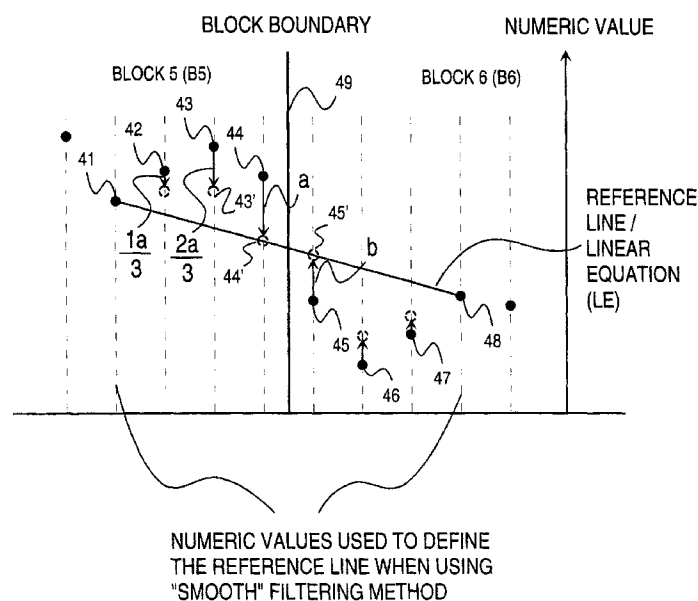 BLOCK BOUNDARY
NUMERIC VALUE
BLOCK 5 (B5)
BLOCK 6 (B6)
49
43
42
44
41
a
43'
45'
REFERENCE
LINE /
LINEAR
EQUATION
(LE)
1a
3
2a
3
44'
b
45
46
47
48
NUMERIC VALUES USED TO DEFINE
THE REFERENCE LINE WHEN USING
"SMOOTH" FILTERING METHOD